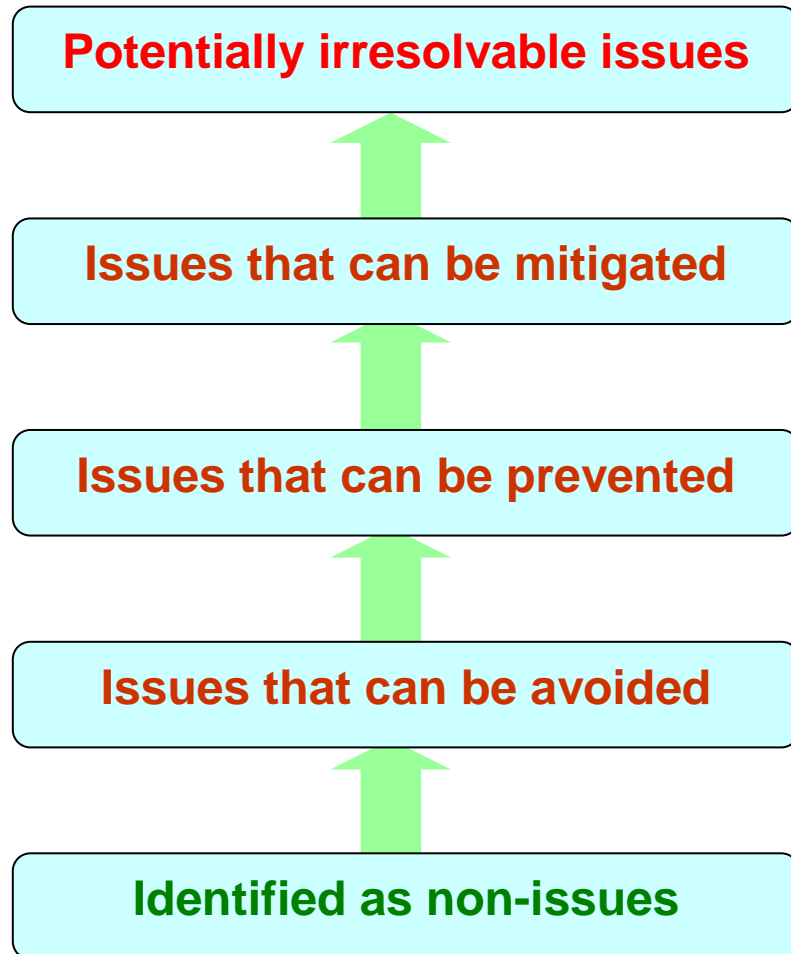 Potentially irresolvable issues
Issues that can be mitigated
Issues that can be prevented
Issues that can be avoided
Identified as non-issues